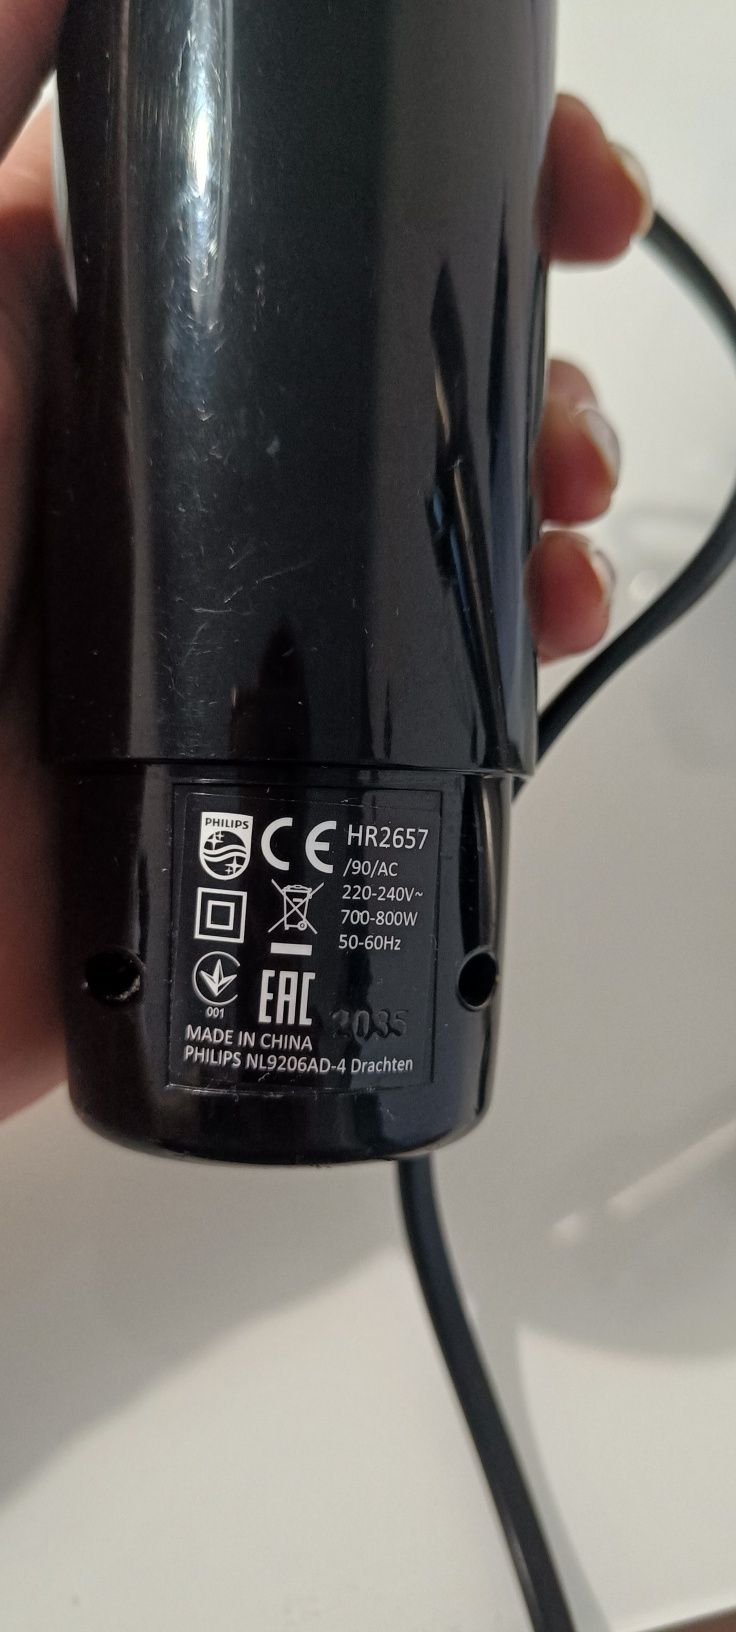 PHILIPS
CE HR2657
/90/AC
220-240V~
700-800W
50-60Hz
001
EAC
2035
MADE IN CHINA
PHILIPS NL9206AD-4 Drachten